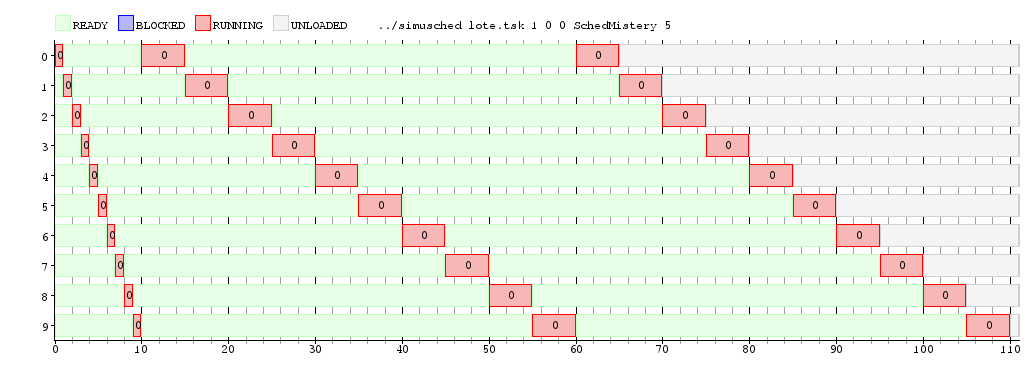 READY BLOCKED RUNNING UNLOADED ../simusched lote.tsk 1 0 0 SchedMistery 5
0 0 0 0
1 0 0 0
2 0 0 0
3 0 0 0
4 0 0 0
5 0 0 0
6 0 0 0
7 0 0 0
8 0 0 0
9 0 0 0
0 10 20 30 40 50 60 70 80 90 100 110